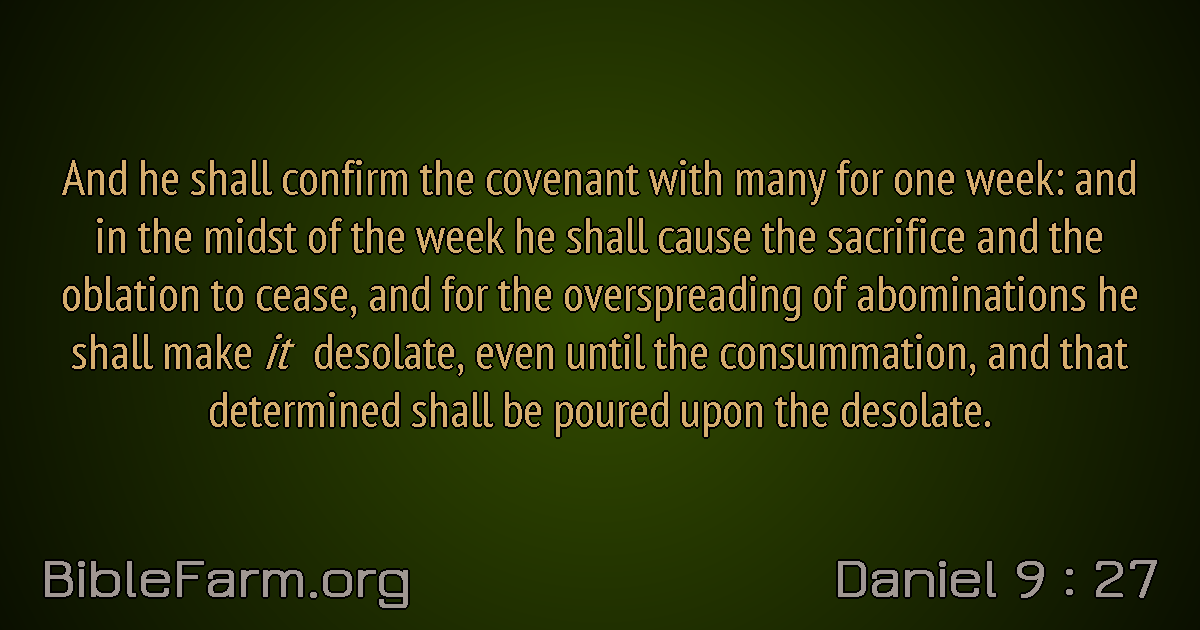 And he shall confirm the covenant with many for one week: and
in the midst of the week he shall cause the sacrifice and the
oblation to cease, and for the overspreading of abominations he
shall make it desolate, even until the consummation, and that
determined shall be poured upon the desolate.
BibleFarm.org
Daniel 9 : 27